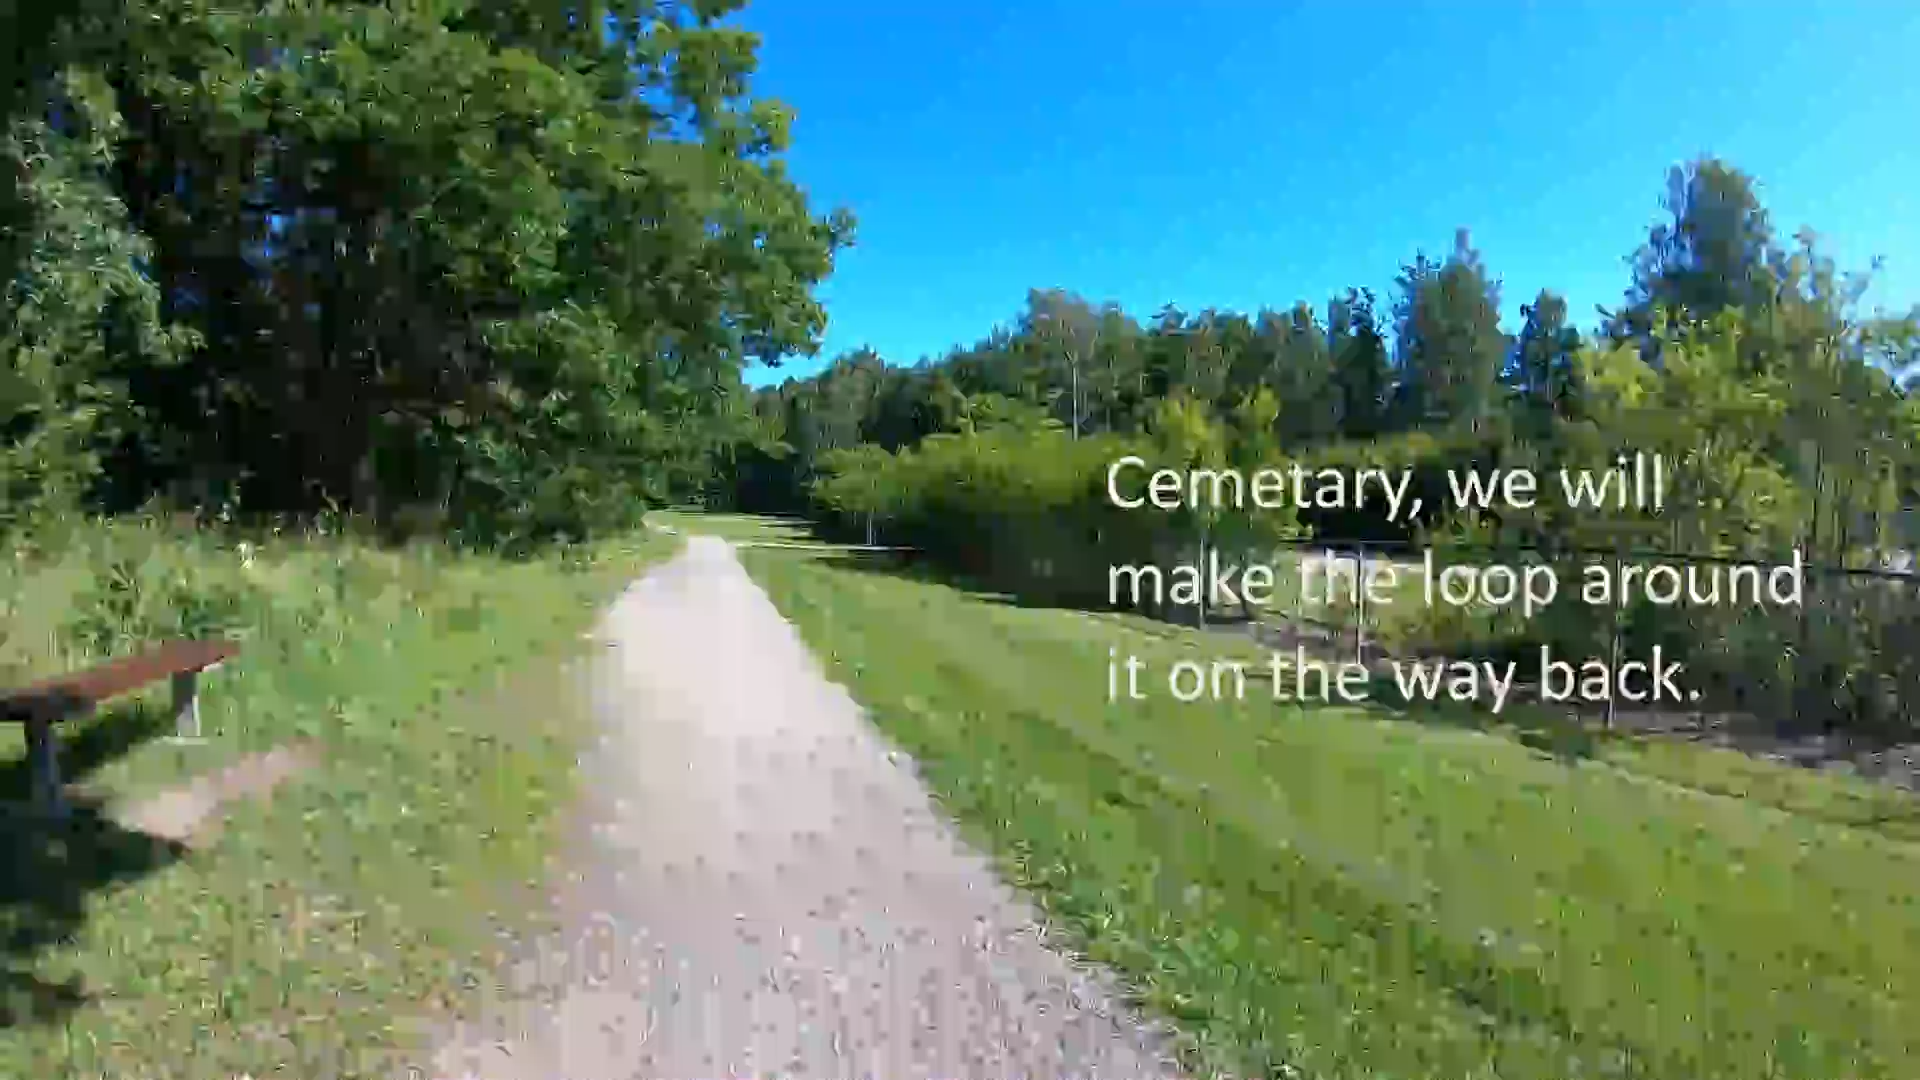 Cemetary, we will
make the loop around
it on the way back.